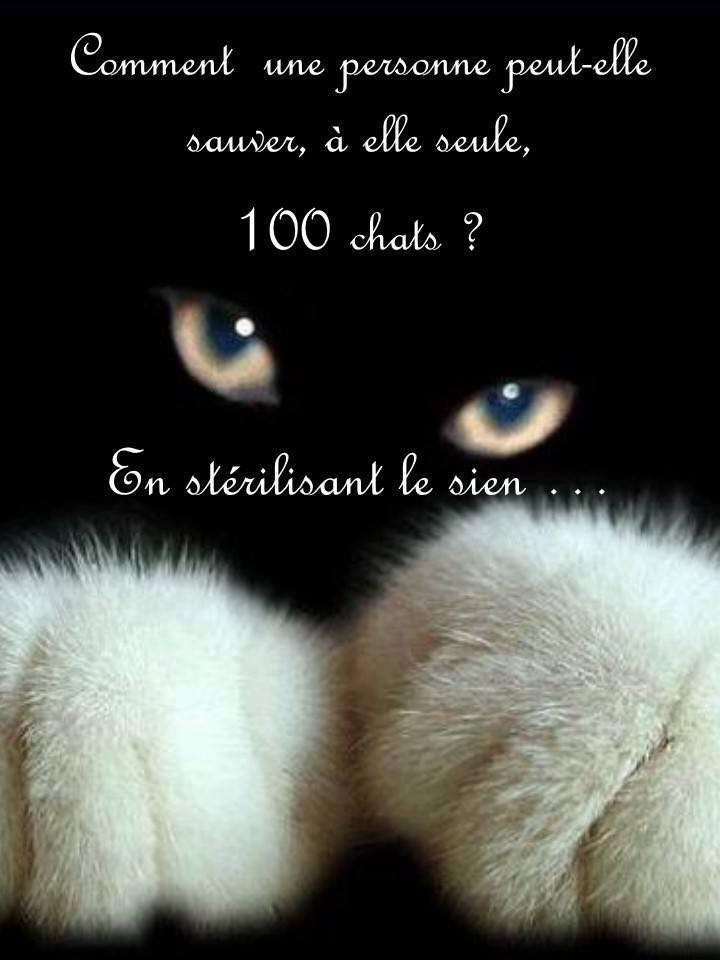 Comment une personne peut-elle
sauver, à elle seule,
100 chats ?
En stérilisant le sien ...